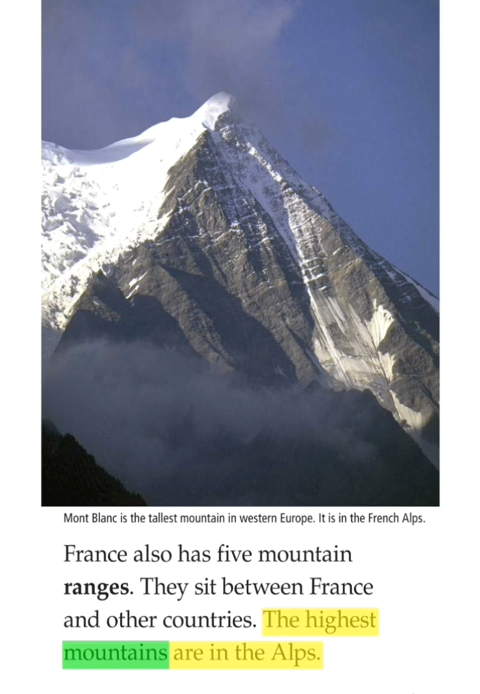 Mont Blanc is the tallest mountain in western Europe. It is in the French Alps.
France also has five mountain
ranges. They sit between France
and other countries. The highest
mountains are in the Alps.